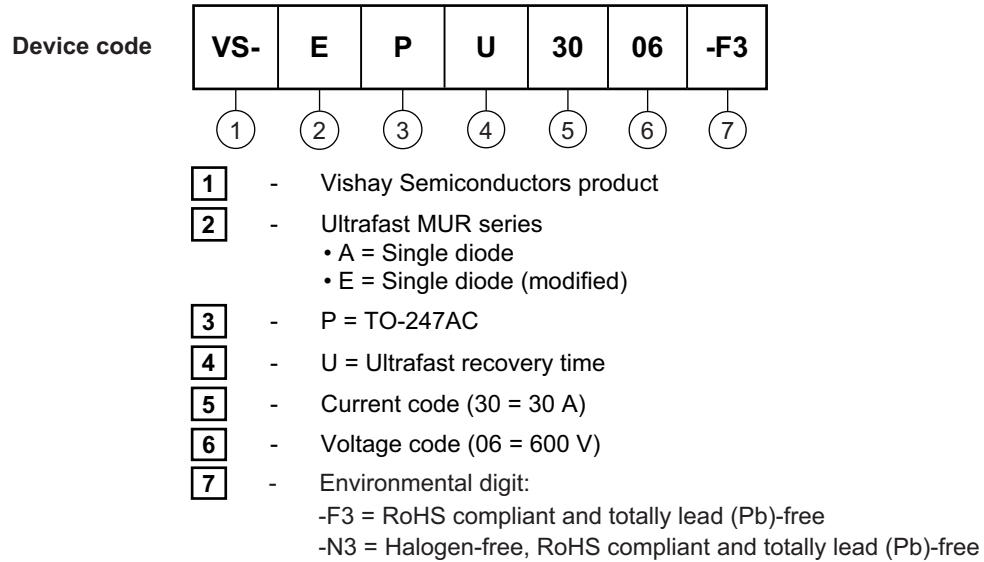 Device code VS- E P U 30 06 -F3
1 2 3 4 5 6 7
1 - Vishay Semiconductors product
2 - Ultrafast MUR series
• A = Single diode
• E = Single diode (modified)
3 - P = TO-247AC
4 - U = Ultrafast recovery time
5 - Current code (30 = 30 A)
6 - Voltage code (06 = 600 V)
7 - Environmental digit:
-F3 = RoHS compliant and totally lead (Pb)-free
-N3 = Halogen-free, RoHS compliant and totally lead (Pb)-free